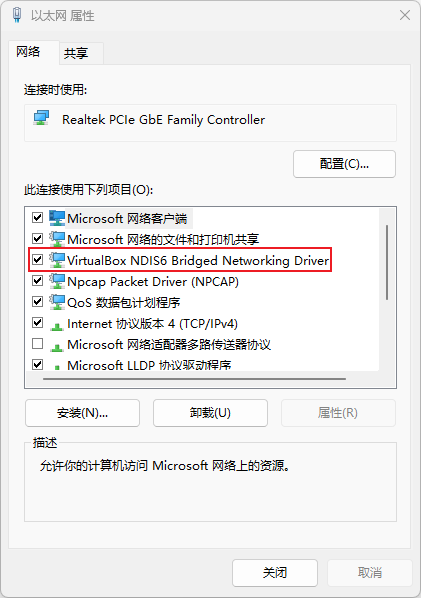 以太网 属性
网络
共享
连接时使用:
Realtek PCIe GbE Family Controller
配置(C)...
此连接使用下列项目(O):
Microsoft 网络客户端
Microsoft 网络的文件和打印机共享
VirtualBox NDIS6 Bridged Networking Driver
Npcap Packet Driver (NPCAP)
QoS 数据包计划程序
Internet 协议版本 4 (TCP/IPv4)
Microsoft 网络适配器多路传送器协议
Microsoft LLDP 协议驱动程序
安装(N)...
卸载(U)
属性(R)
描述
允许你的计算机访问 Microsoft 网络上的资源。
关闭
取消